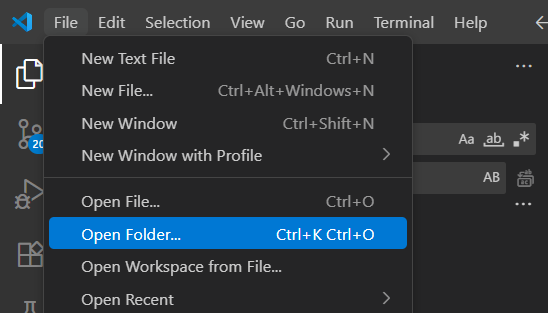 File Edit Selection View Go Run Terminal Help
New Text File Ctrl+N
New File... Ctrl+Alt+Windows+N
New Window Ctrl+Shift+N
New Window with Profile
Aa ab *
AB
Open File... Ctrl+O
Open Folder... Ctrl+K Ctrl+O
Open Workspace from File...
Open Recent
20